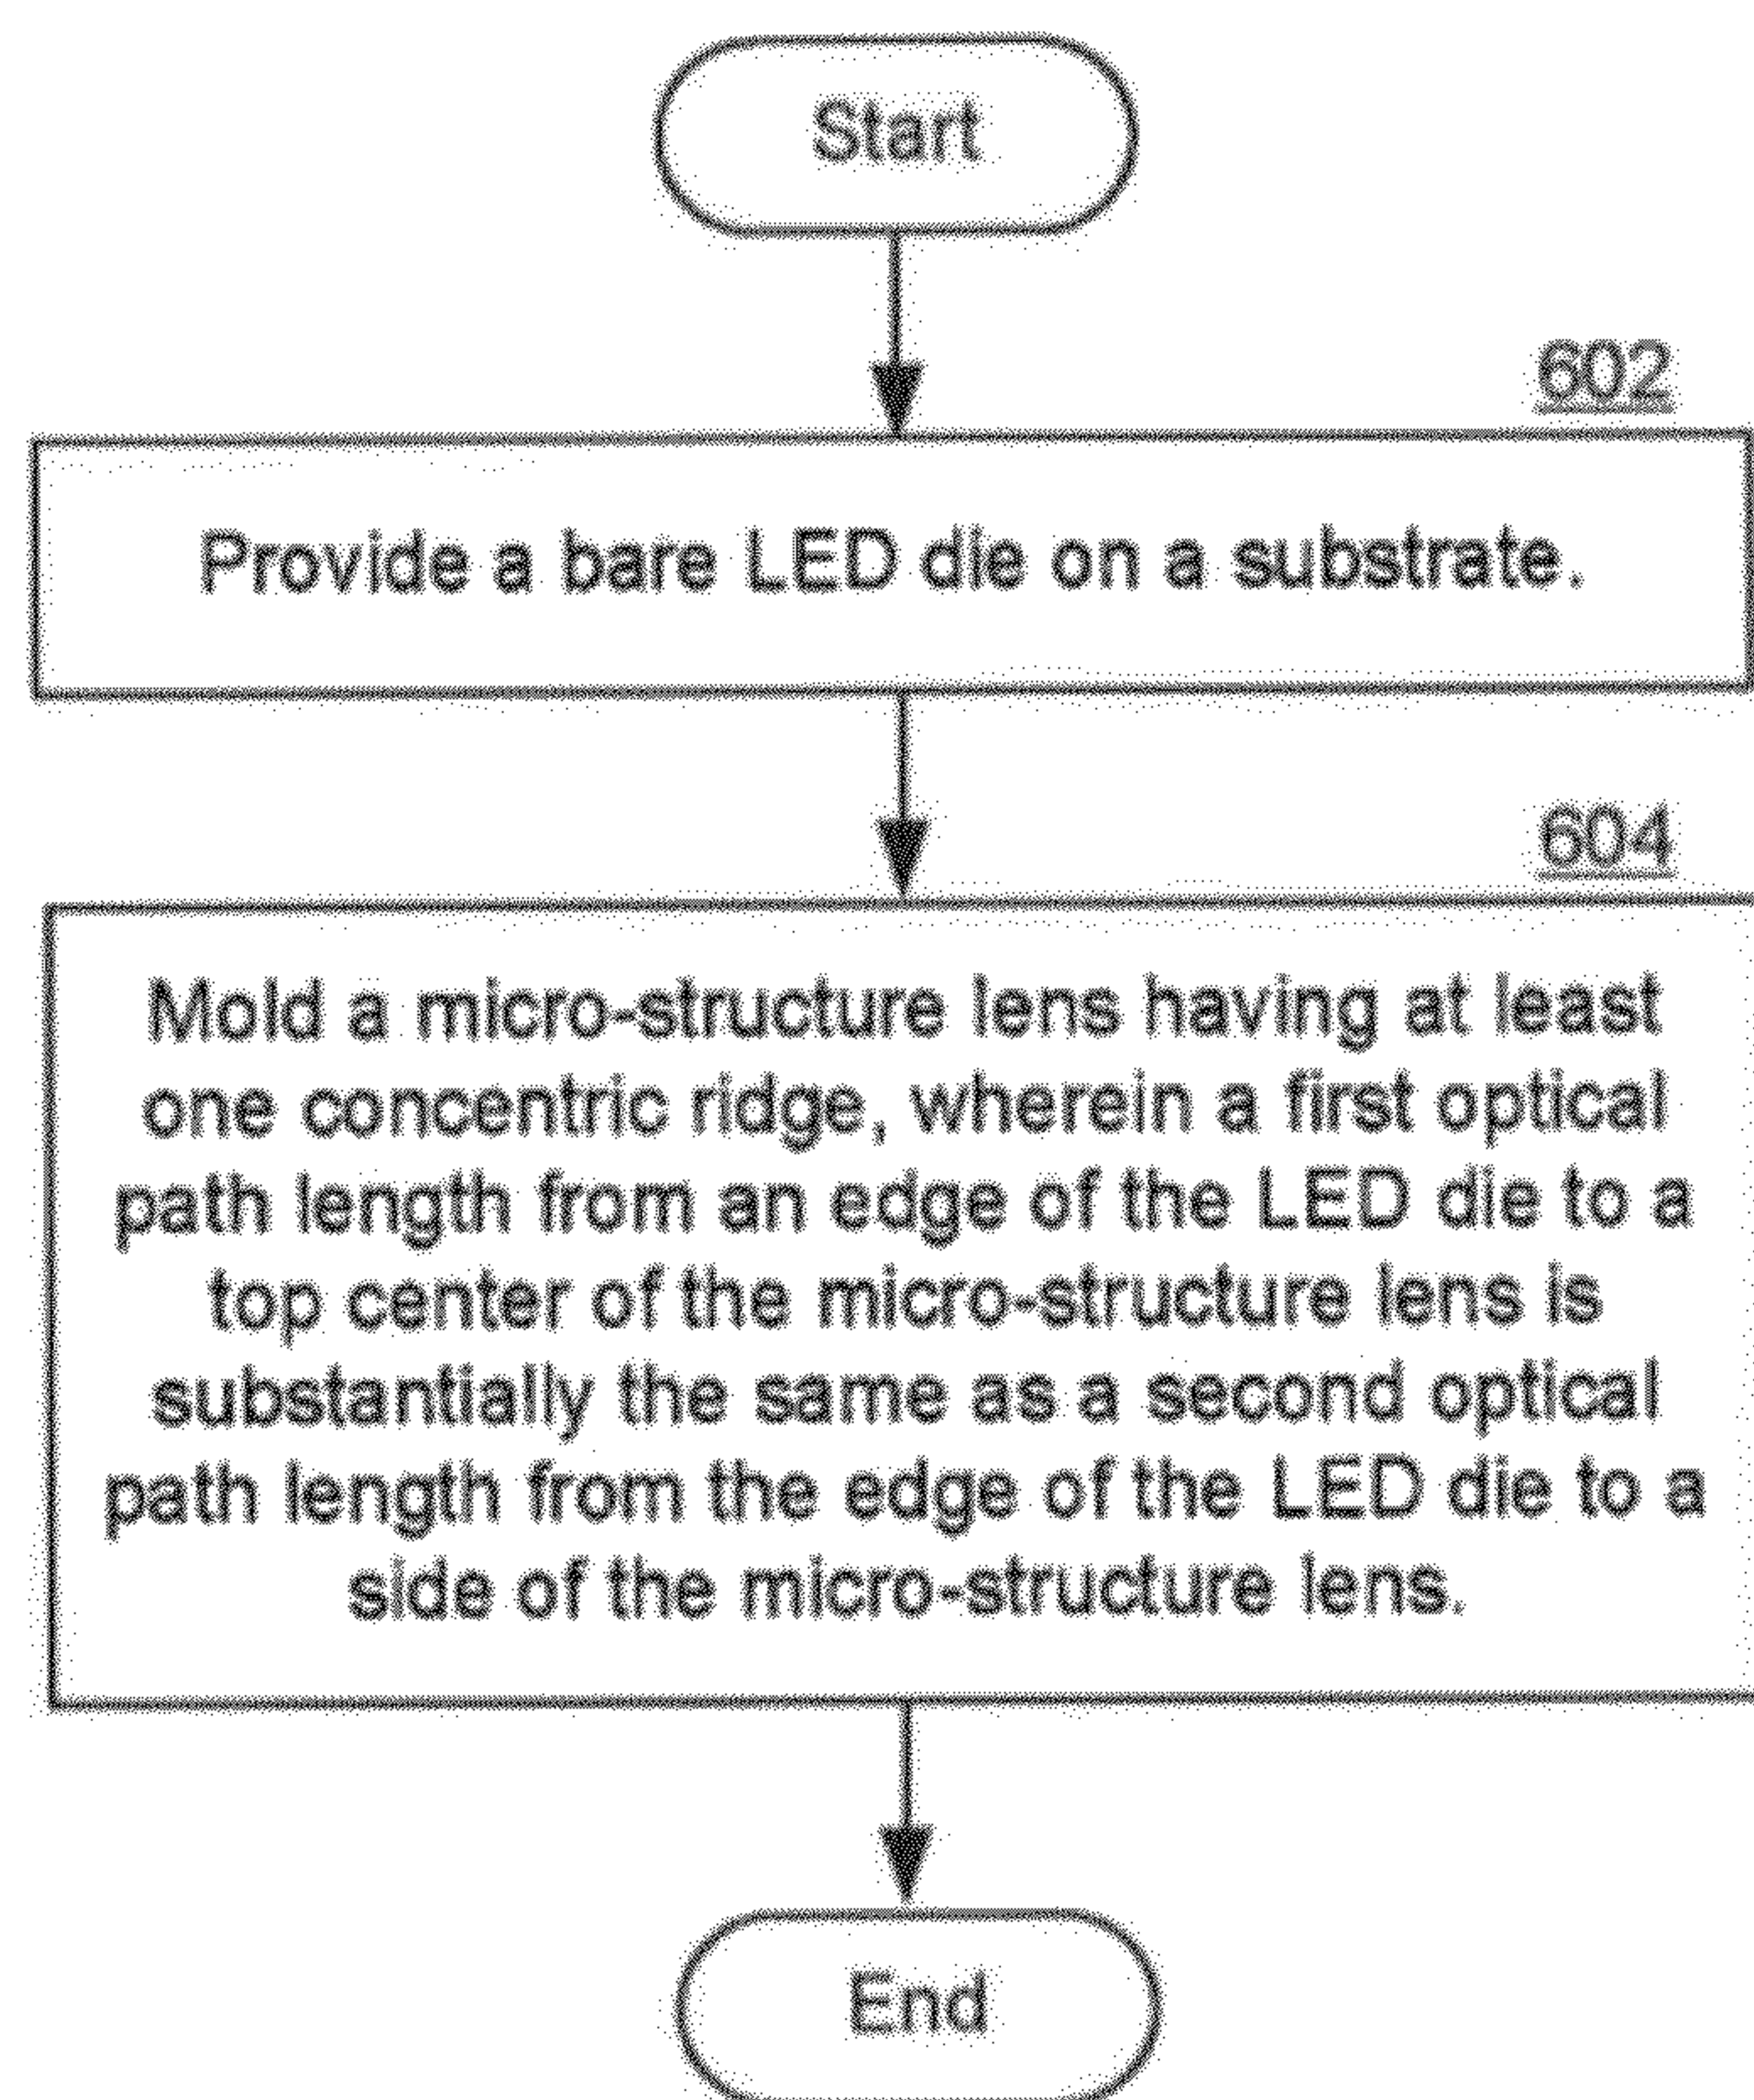 Start
602
Provide a bare LED die on a substrate.
604
Mold a micro-structure lens having at least
one concentric ridge, wherein a first optical
path length from an edge of the LED die to a
top center of the micro-structure lens is
substantially the same as a second optical
path length from the edge of the LED die to a
side of the micro-structure lens.
End